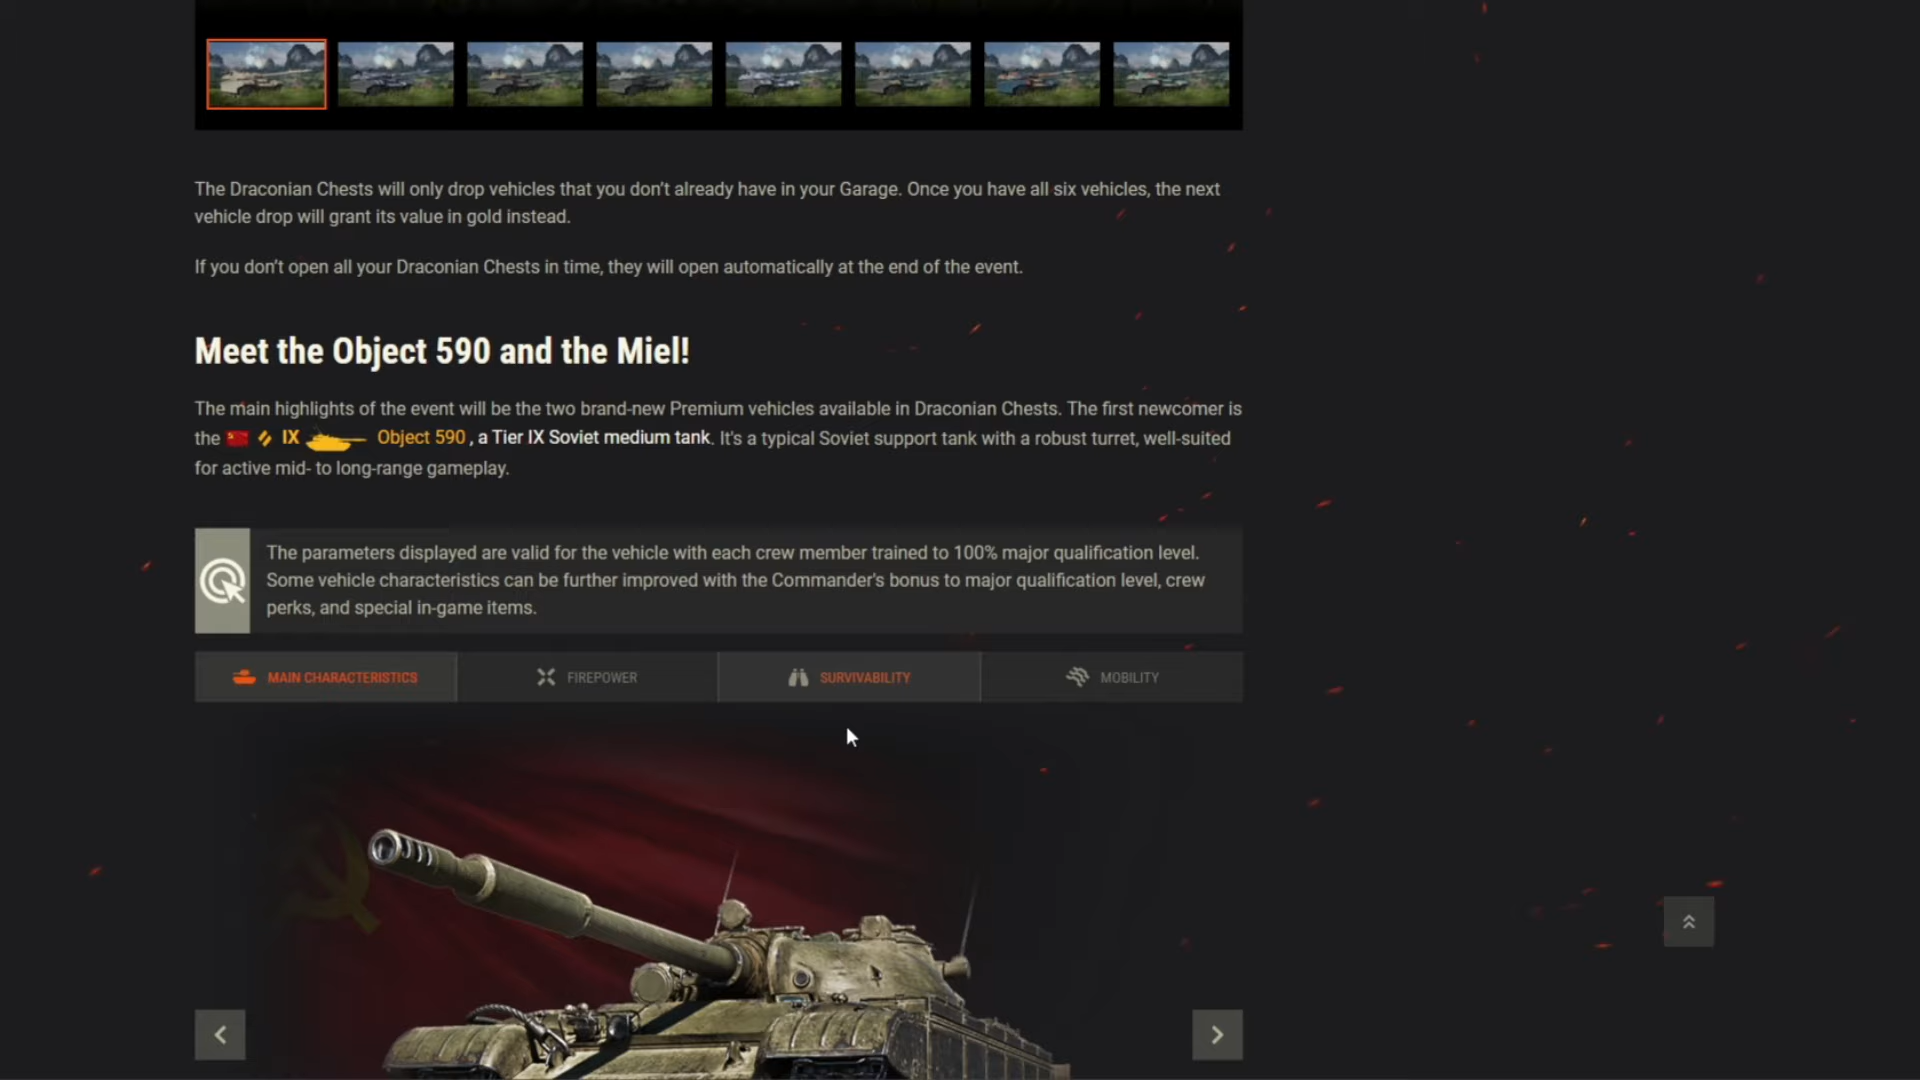 The Draconian Chests will only drop vehicles that you don't already have in your Garage. Once you have all six vehicles, the next
vehicle drop will grant its value in gold instead.
If you don't open all your Draconian Chests in time, they will open automatically at the end of the event.
Meet the Object 590 and the Miel!
The main highlights of the event will be the two brand-new Premium vehicles available in Draconian Chests. The first newcomer is
the IX Object 590 , a Tier IX Soviet medium tank. It's a typical Soviet support tank with a robust turret, well-suited
for active mid- to long-range gameplay.
The parameters displayed are valid for the vehicle with each crew member trained to 100% major qualification level.
Some vehicle characteristics can be further improved with the Commander's bonus to major qualification level, crew
perks, and special in-game items.
MAIN CHARACTERISTICS FIREPOWER SURVIVABILITY MOBILITY